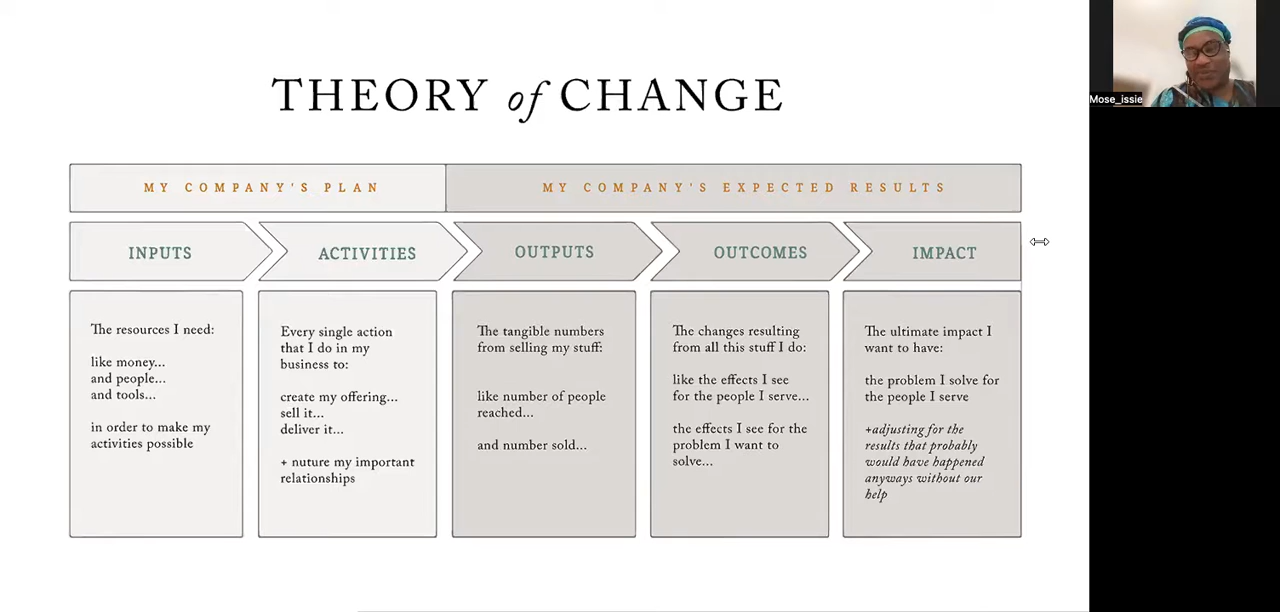 THEORY of CHANGE
MY COMPANY'S PLAN
MY COMPANY'S EXPECTED RESULTS
INPUTS
ACTIVITIES
OUTPUTS
OUTCOMES
IMPACT
The resources I need:
like money...
and people...
and tools...
in order to make my
activities possible
Every single action
that I do in my
business to:
create my offering...
sell it...
deliver it...
+ nuture my important
relationships
The tangible numbers
from selling my stuff:
like number of people
reached...
and number sold...
The changes resulting
from all this stuff I do:
like the effects I see
for the people I serve...
the effects I see for the
problem I want to
solve...
The ultimate impact I
want to have:
the problem I solve for
the people I serve
+adjusting for the
results that probably
would have happened
anyways without our
help
Mose_issie